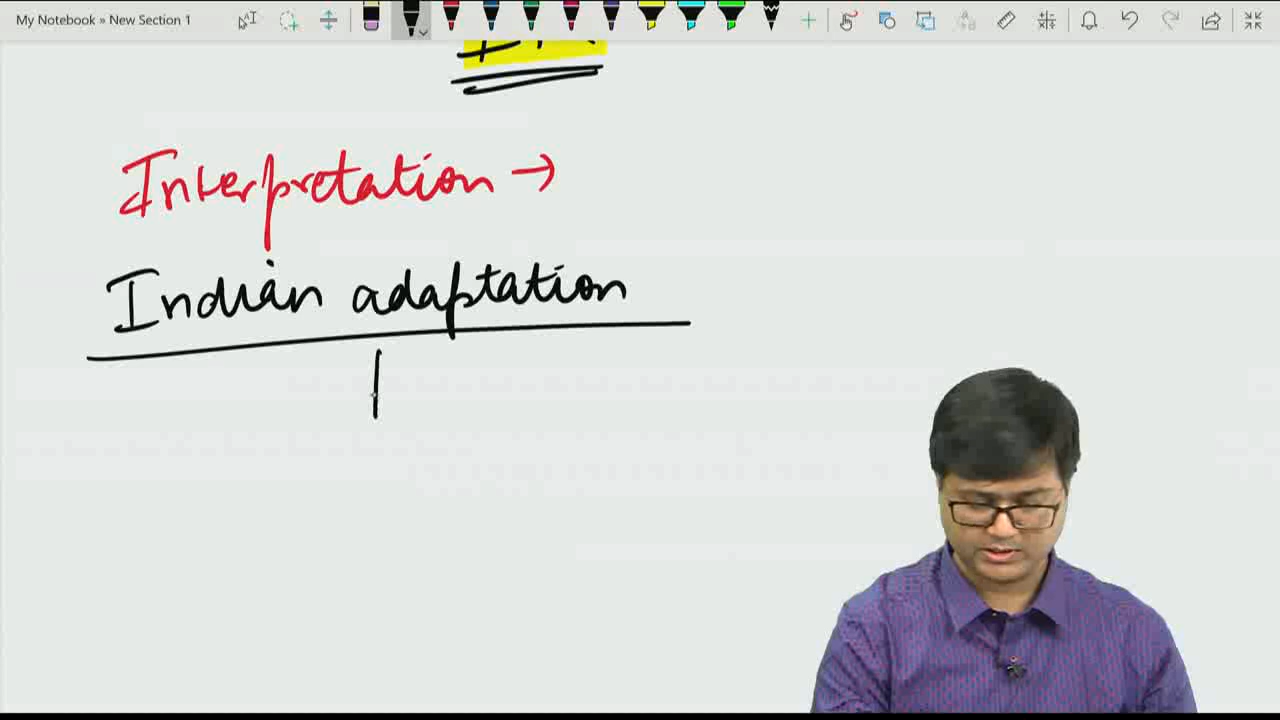 My Notebook » New Section 1
Interpretation →
Indian adaptation